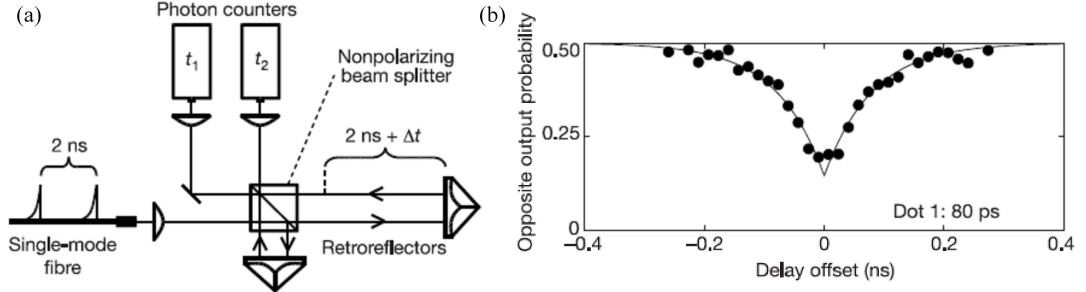 (a)
Photon counters
t1
t2
Nonpolarizing
beam splitter
2 ns
2 ns + Δt
Single-mode
fibre
Retroreflectors
(b)
Opposite output probability
0.50
0.25
0
−0.4
−0.2
0
0.2
0.4
Dot 1: 80 ps
Delay offset (ns)